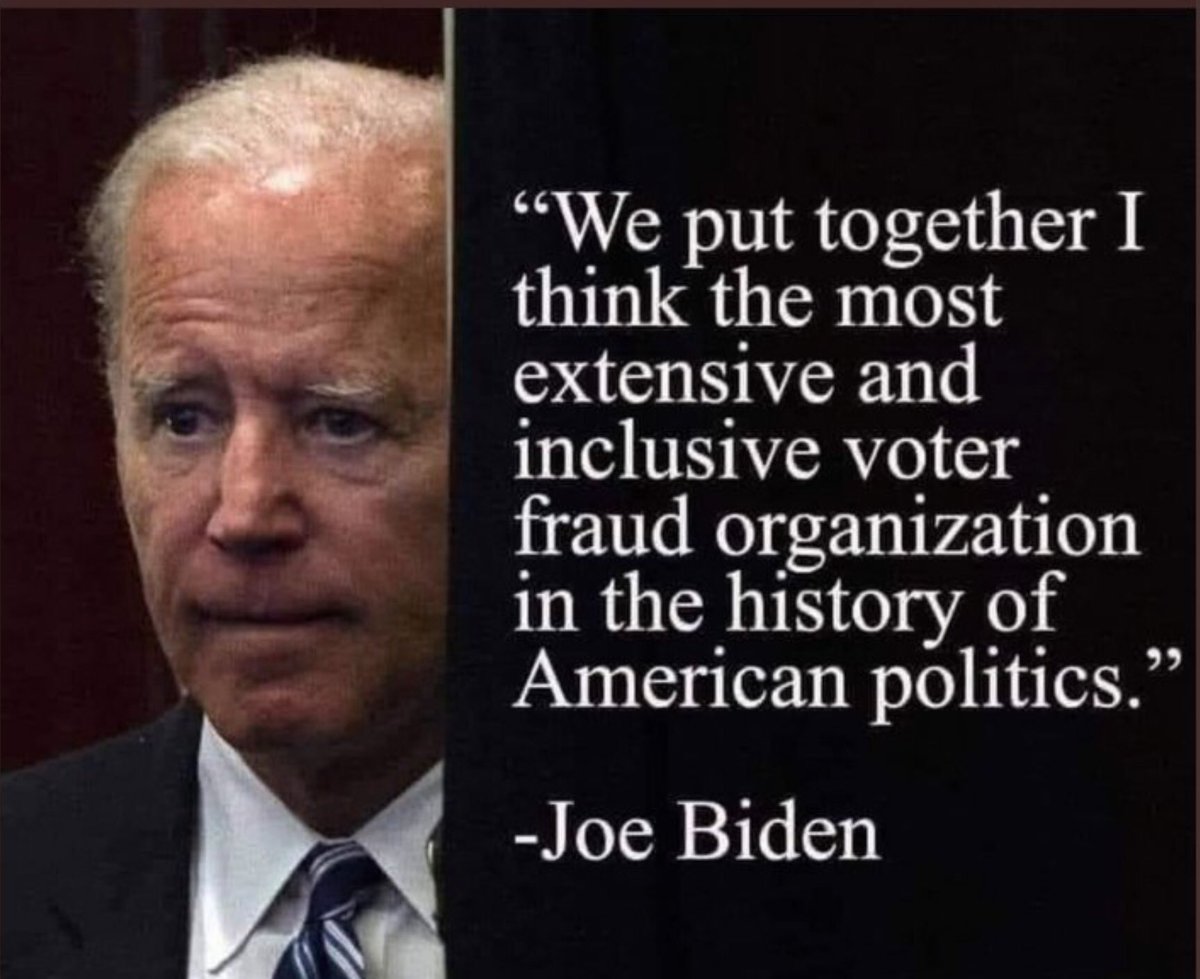 “We put together I
think the most
extensive and
inclusive voter
fraud organization
in the history of
American politics.”
-Joe Biden